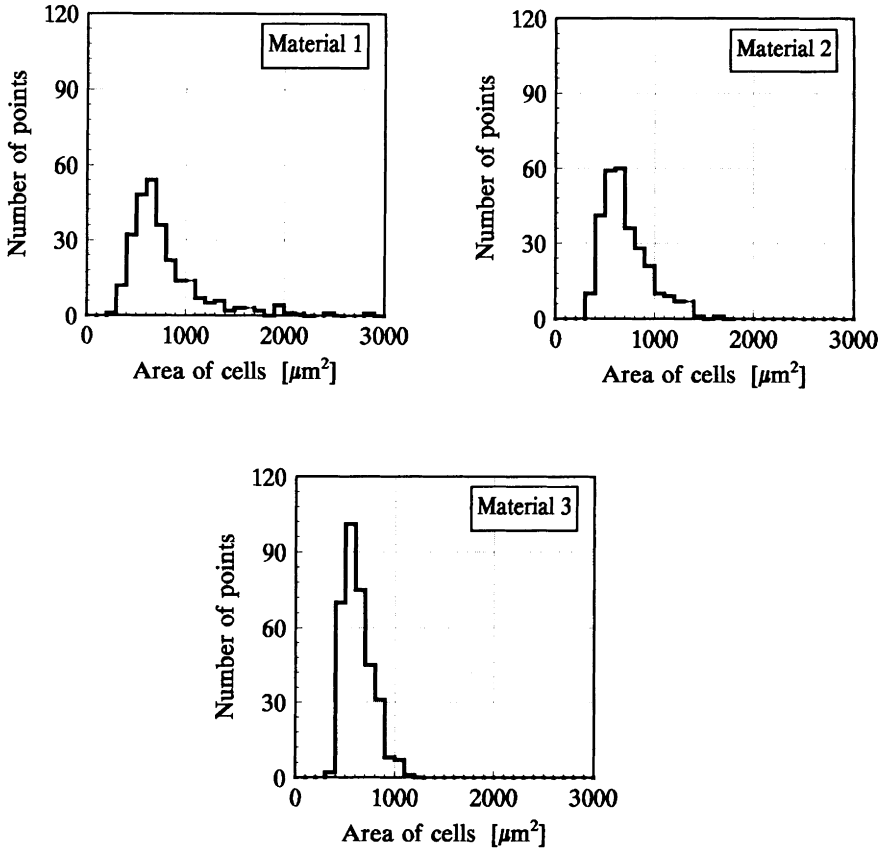 120
90
60
30
0
Number of points
Material 1
0 1000 2000 3000
Area of cells [μm²]
120
90
60
30
0
Number of points
Material 2
0 1000 2000 3000
Area of cells [μm²]
120
90
60
30
0
Number of points
Material 3
0 1000 2000 3000
Area of cells [μm²]